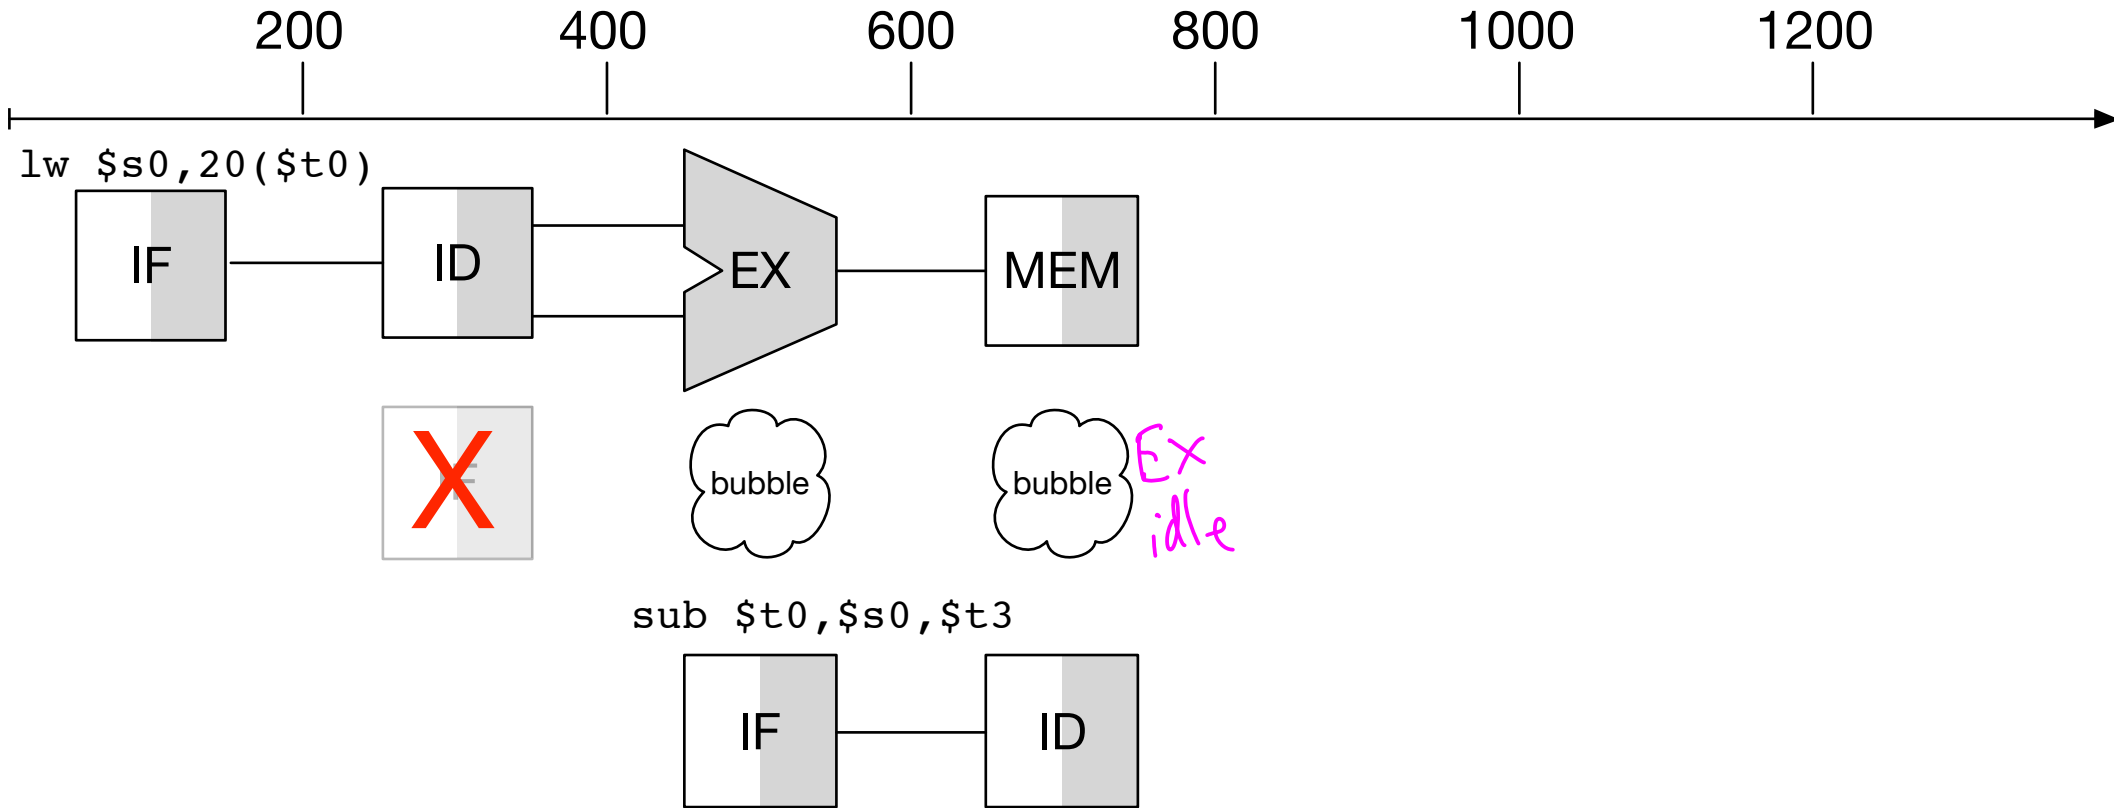 200 400 600 800 1000 1200
lw $s0,20($t0)
IF ID EX MEM
X bubble bubble Ex
idle
sub $t0,$s0,$t3
IF ID